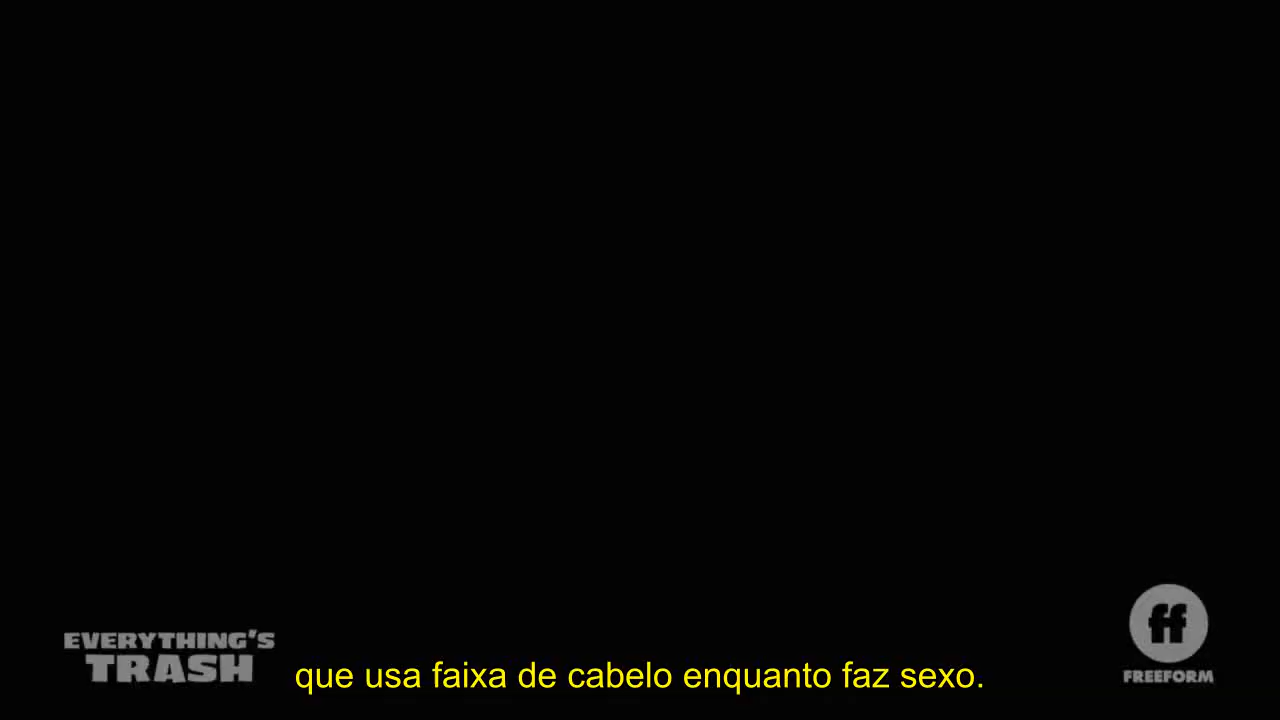 EVERYTHING'S
TRASH
que usa faixa de cabelo enquanto faz sexo.
ff
FREEFORM